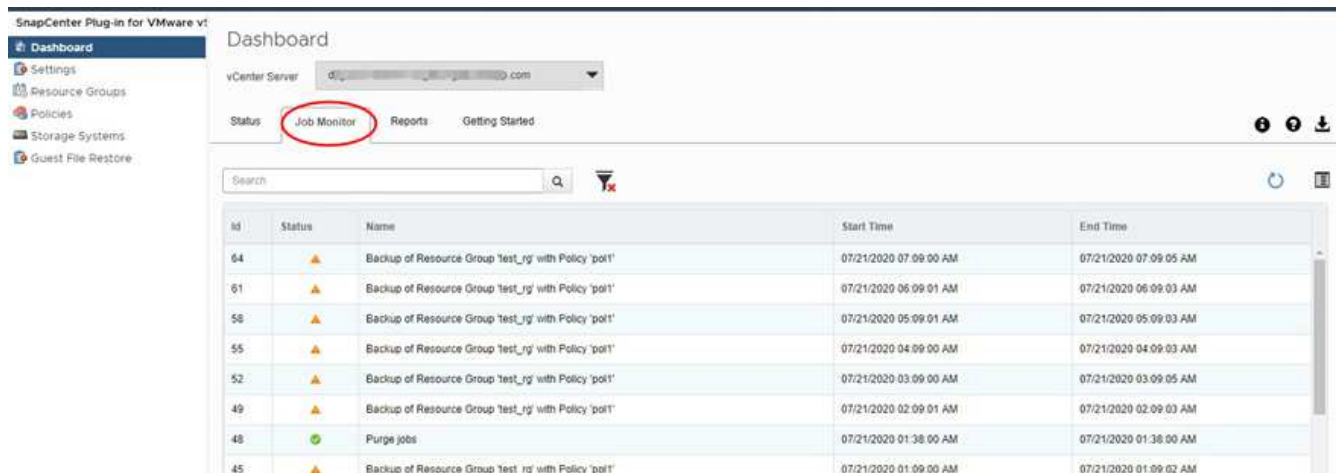 SnapCenter Plug-in for VMware vS
Dashboard
Settings
Resource Groups
Policies
Storage Systems
Guest File Restore
Dashboard
vCenter Server .com
Status Job Monitor Reports Getting Started
Search
Id Status Name Start Time End Time
64 Backup of Resource Group 'test_rg' with Policy 'pol1' 07/21/2020 07:09:00 AM 07/21/2020 07:09:05 AM
61 Backup of Resource Group 'test_rg' with Policy 'pol1' 07/21/2020 06:09:01 AM 07/21/2020 06:09:03 AM
58 Backup of Resource Group 'test_rg' with Policy 'pol1' 07/21/2020 05:09:01 AM 07/21/2020 05:09:03 AM
55 Backup of Resource Group 'test_rg' with Policy 'pol1' 07/21/2020 04:09:00 AM 07/21/2020 04:09:03 AM
52 Backup of Resource Group 'test_rg' with Policy 'pol1' 07/21/2020 03:09:00 AM 07/21/2020 03:09:05 AM
49 Backup of Resource Group 'test_rg' with Policy 'pol1' 07/21/2020 02:09:01 AM 07/21/2020 02:09:03 AM
48 Purge jobs 07/21/2020 01:38:00 AM 07/21/2020 01:38:00 AM
45 Backup of Resource Group 'test_rg' with Policy 'pol1' 07/21/2020 01:09:00 AM 07/21/2020 01:09:02 AM